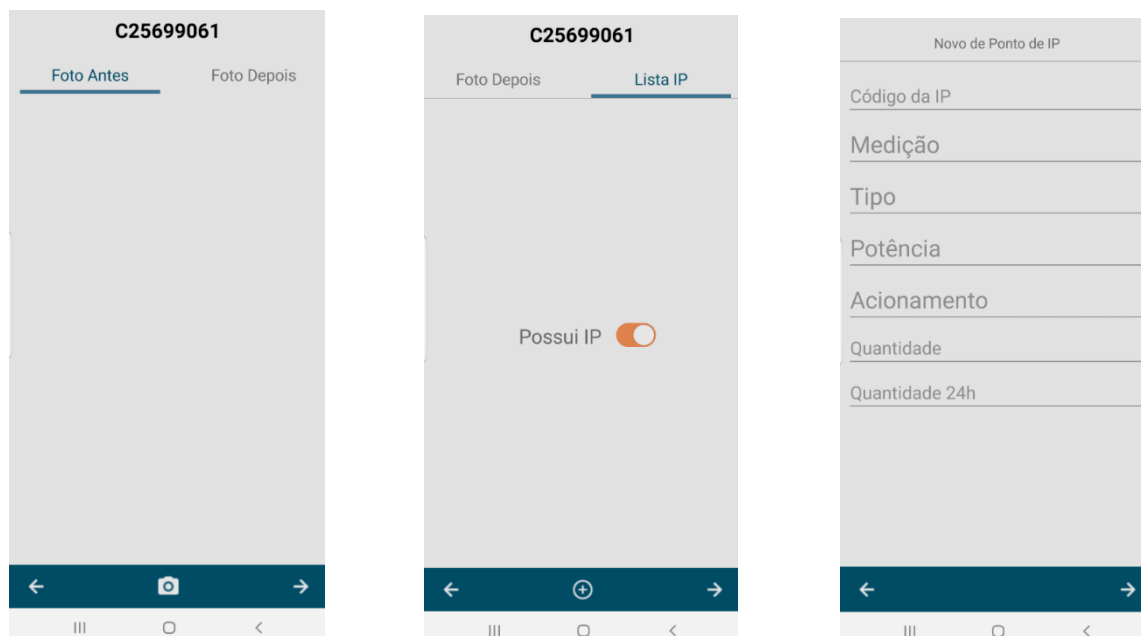 C25699061
Foto Antes Foto Depois
C25699061
Foto Depois Lista IP
Possui IP
Novo de Ponto de IP
Código da IP
Medição
Tipo
Potência
Acionamento
Quantidade
Quantidade 24h